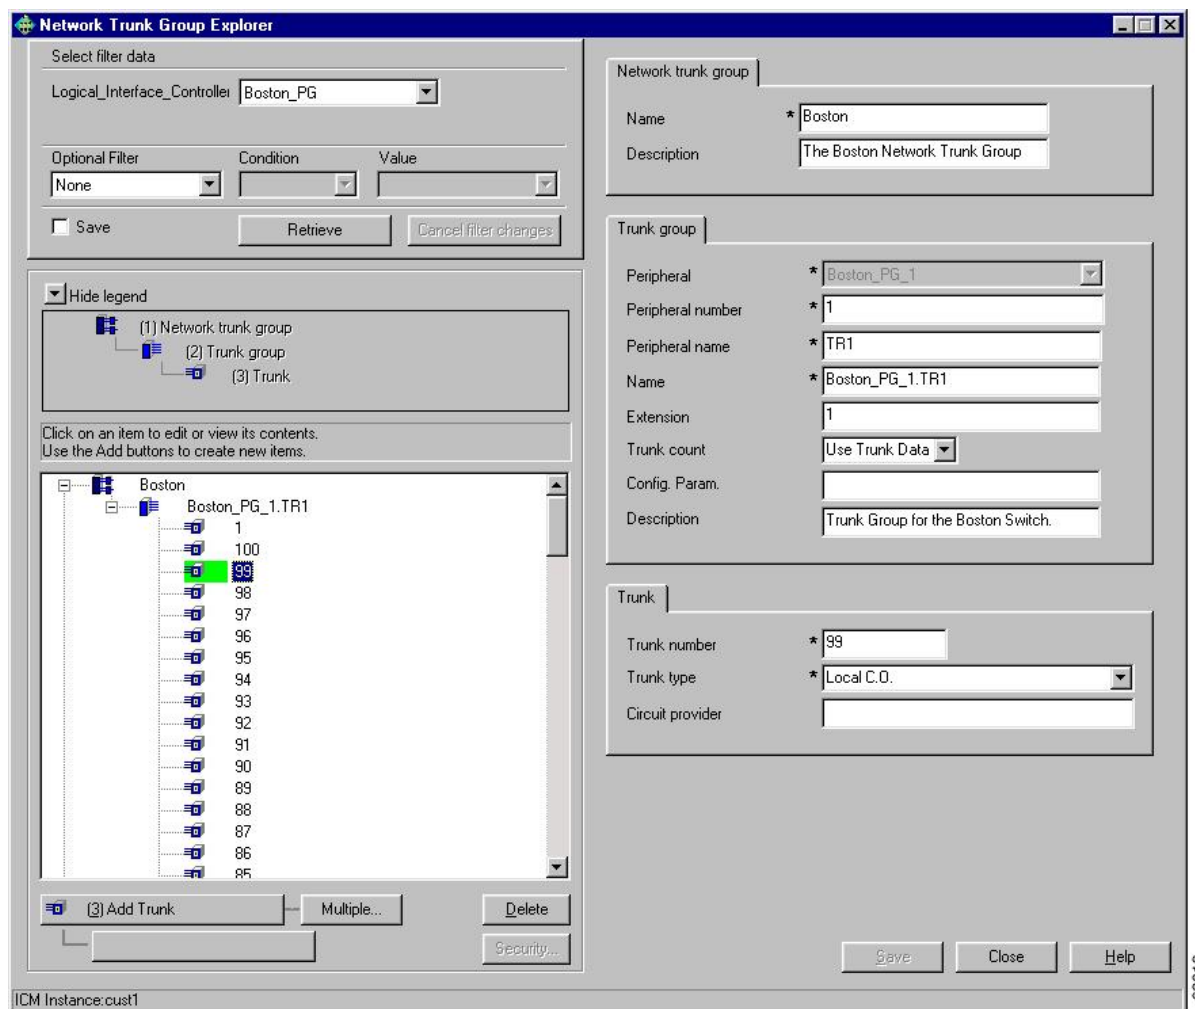 Network Trunk Group Explorer
Select filter data
Logical_Interface_Controller Boston_PG
Optional Filter Condition Value
None
Save Retrieve Cancel filter changes
Hide legend
(1) Network trunk group
(2) Trunk group
(3) Trunk
Click on an item to edit or view its contents.
Use the Add buttons to create new items.
Boston
Boston_PG_1.TR1
1
100
99
98
97
96
95
94
93
92
91
90
89
88
87
86
85
(3) Add Trunk Multiple... Delete
Security...
Network trunk group
Name * Boston
Description The Boston Network Trunk Group
Trunk group
Peripheral * Boston_PG_1
Peripheral number * 1
Peripheral name * TR1
Name * Boston_PG_1.TR1
Extension 1
Trunk count Use Trunk Data
Config. Param.
Description Trunk Group for the Boston Switch.
Trunk
Trunk number * 99
Trunk type * Local C.O.
Circuit provider
Save Close Help
ICM Instance:cust1